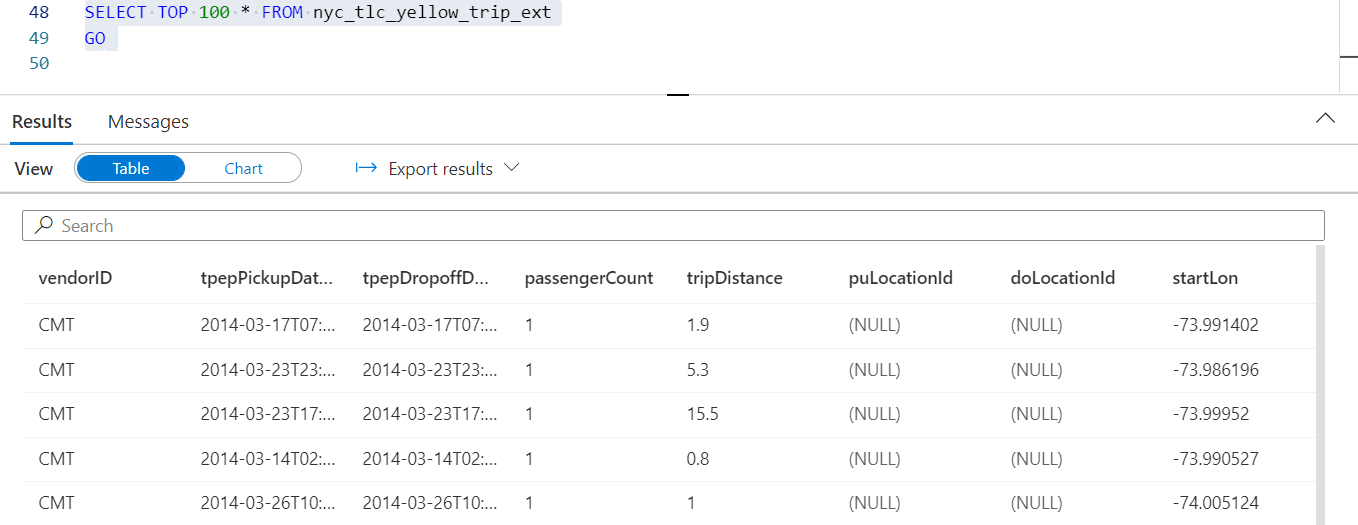 48 SELECT TOP 100 * FROM nyc_tlc_yellow_trip_ext
49 GO
50
Results Messages
View Table Chart Export results
Search
vendorID tpepPickupDat... tpepDropoffD... passengerCount tripDistance puLocationId doLocationId startLon
CMT 2014-03-17T07:... 2014-03-17T07:... 1 1.9 (NULL) (NULL) -73.991402
CMT 2014-03-23T23:... 2014-03-23T23:... 1 5.3 (NULL) (NULL) -73.986196
CMT 2014-03-23T17:... 2014-03-23T17:... 1 15.5 (NULL) (NULL) -73.99952
CMT 2014-03-14T02:... 2014-03-14T02:... 1 0.8 (NULL) (NULL) -73.990527
CMT 2014-03-26T10:... 2014-03-26T10:... 1 1 (NULL) (NULL) -74.005124